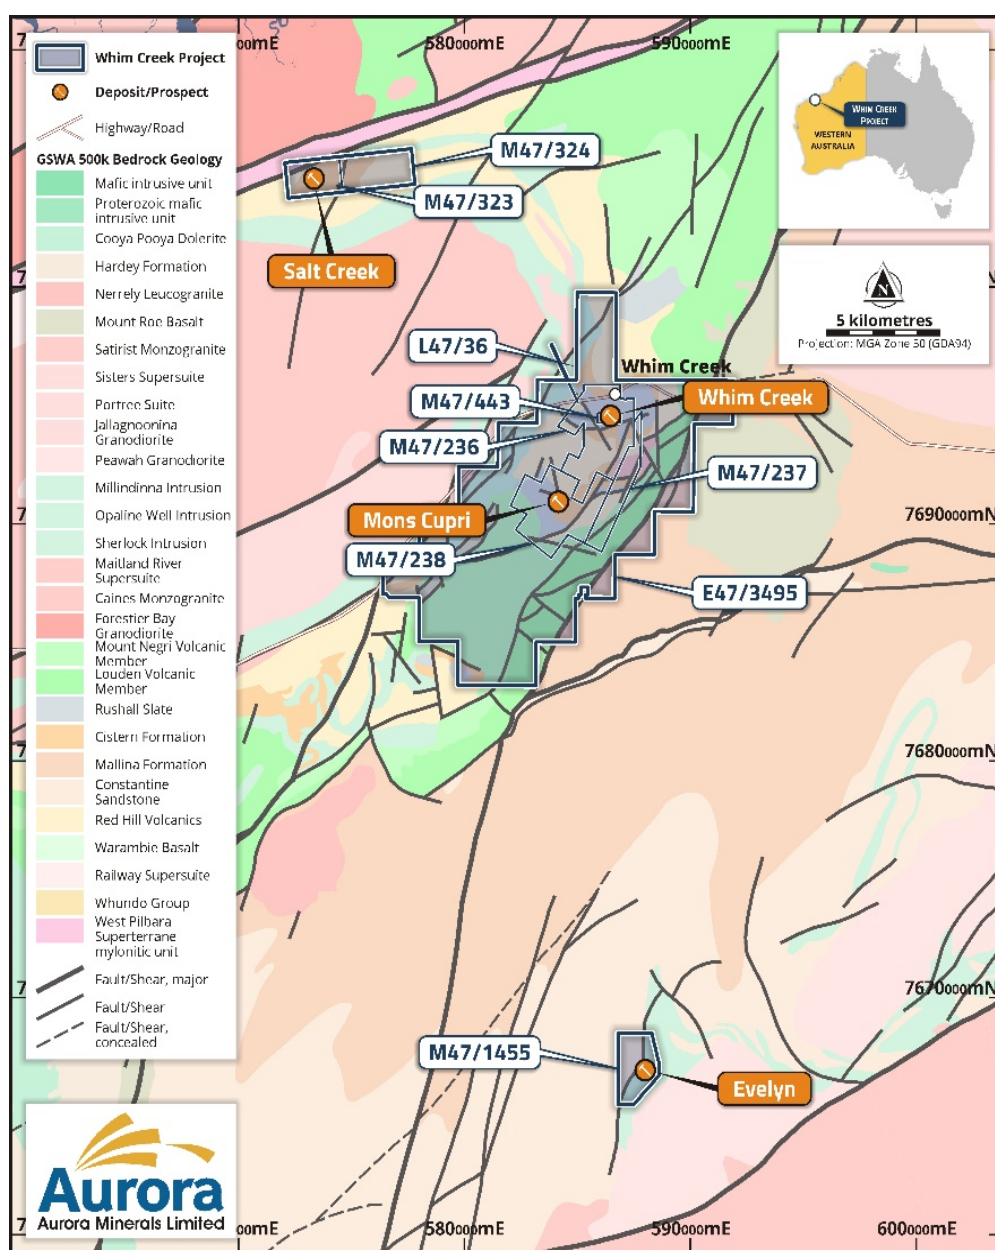 000mE
580000mE
590000mE
7
Whim Creek Project
Deposit/Prospect
Highway/Road
GSWA 500k Bedrock Geology
Mafic intrusive unit
Proterozoic mafic
intrusive unit
Cooya Pooya Dolerite
Hardey Formation
Nerrely Leucogranite
Mount Roe Basalt
Satirist Monzogranite
Sisters Supersuite
Portree Suite
Jallagnoonina
Granodiorite
Peawah Granodiorite
Millindinna Intrusion
Opaline Well Intrusion
Sherlock Intrusion
Maitland River
Supersuite
Caines Monzogranite
Forestier Bay
Granodiorite
Mount Negri Volcanic
Member
Louden Volcanic
Member
Rushall Slate
Cistern Formation
Mallina Formation
Constantine
Sandstone
Red Hill Volcanics
Warambie Basalt
Railway Supersuite
Whundo Group
West Pilbara
Superterrane
mylonitic unit
Fault/Shear, major
Fault/Shear
Fault/Shear,
concealed
WHIM CREEK
PROJECT
WESTERN
AUSTRALIA
N
5 kilometres
Projection: MGA Zone 50 (GDA94)
M47/324
M47/323
Salt Creek
L47/36
Whim Creek
M47/443
Whim Creek
M47/236
M47/237
Mons Cupri
7690000mN
M47/238
E47/3495
7680000mN
7670000mN
M47/1455
Evelyn
Aurora
Aurora Minerals Limited
000mE
580000mE
590000mE
600000mE